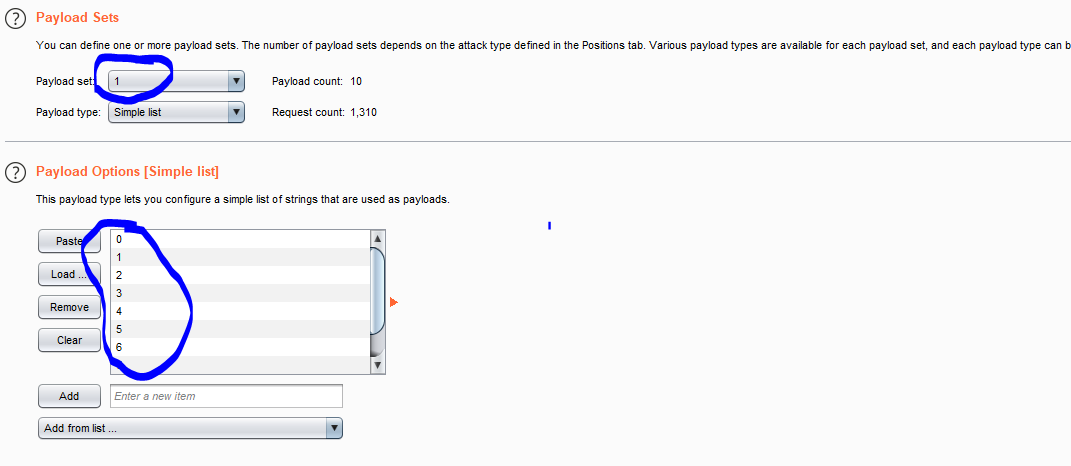 Payload Sets
You can define one or more payload sets. The number of payload sets depends on the attack type defined in the Positions tab. Various payload types are available for each payload set, and each payload type can b
Payload set: 1 Payload count: 10
Payload type: Simple list Request count: 1,310
Payload Options [Simple list]
This payload type lets you configure a simple list of strings that are used as payloads.
Paste
Load ...
Remove
Clear
0
1
2
3
4
5
6
Add Enter a new item
Add from list ...